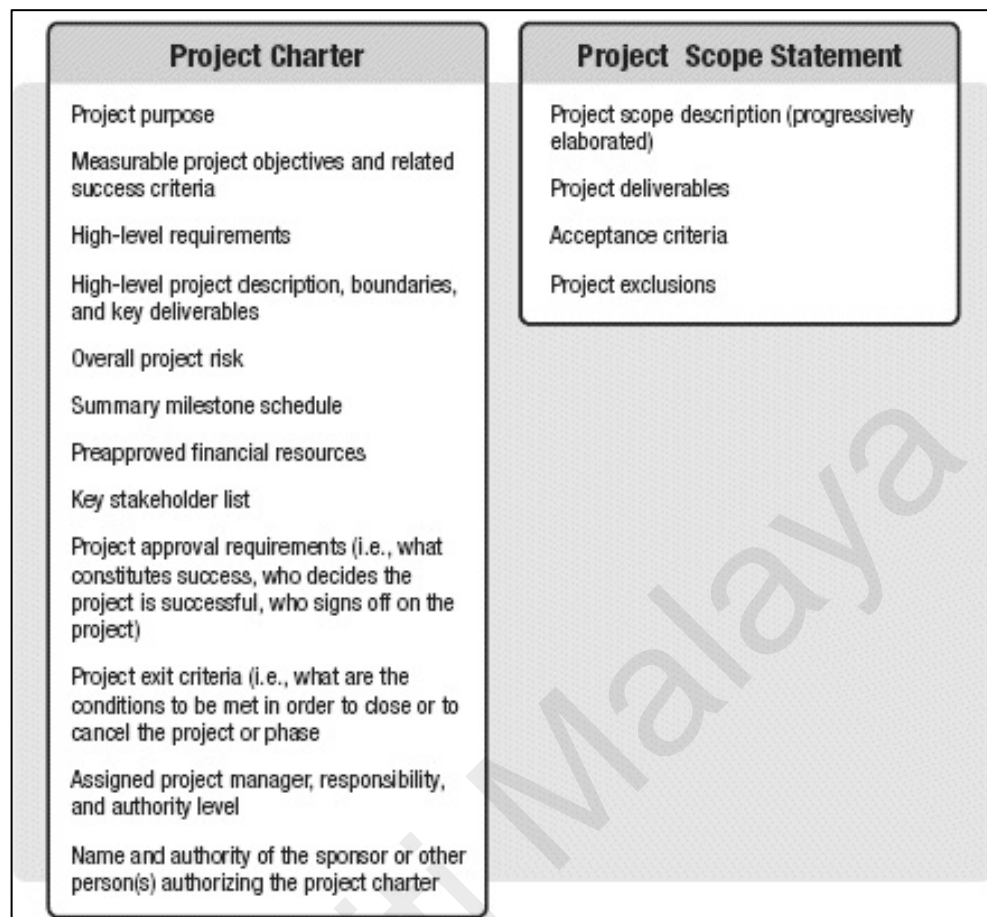 Project Charter
Project purpose
Measurable project objectives and related
success criteria
High-level requirements
High-level project description, boundaries,
and key deliverables
Overall project risk
Summary milestone schedule
Preapproved financial resources
Key stakeholder list
Project approval requirements (i.e., what
constitutes success, who decides the
project is successful, who signs off on the
project)
Project exit criteria (i.e., what are the
conditions to be met in order to close or to
cancel the project or phase
Assigned project manager, responsibility,
and authority level
Name and authority of the sponsor or other
person(s) authorizing the project charter
Project Scope Statement
Project scope description (progressively
elaborated)
Project deliverables
Acceptance criteria
Project exclusions
Malaya